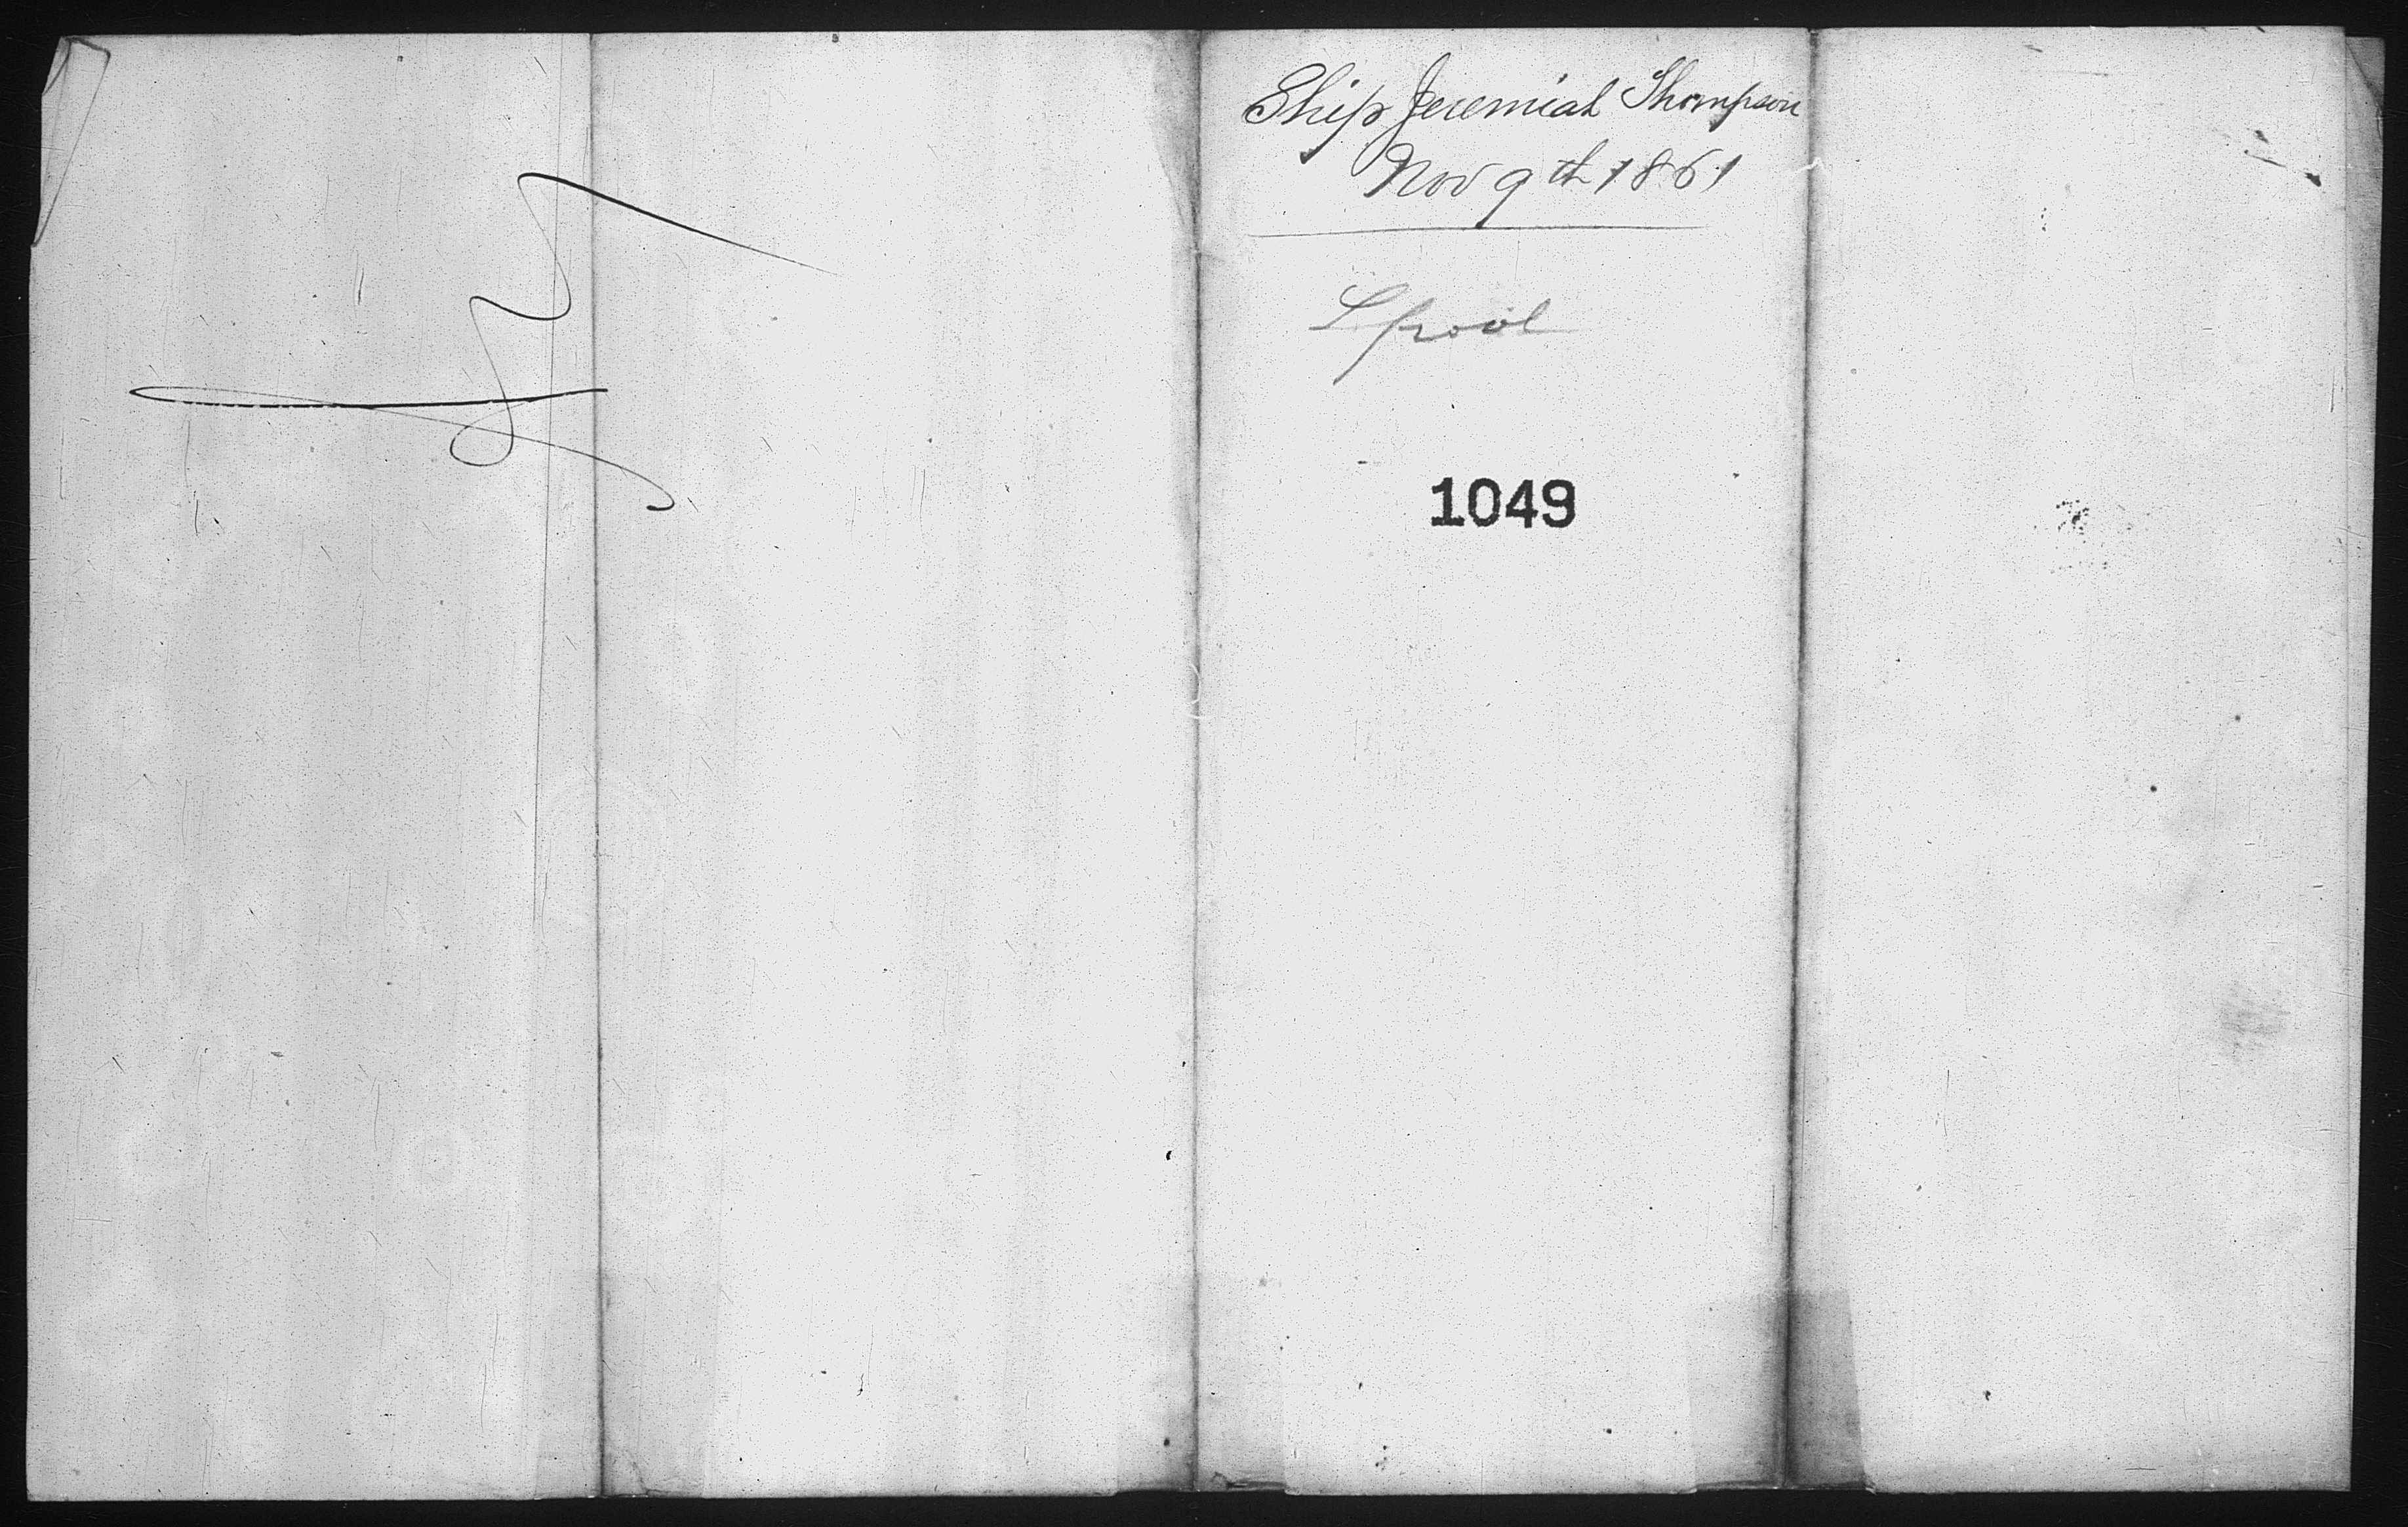 Ship Jeremiah Thompson
Nov 9th 1861
L pool
1049